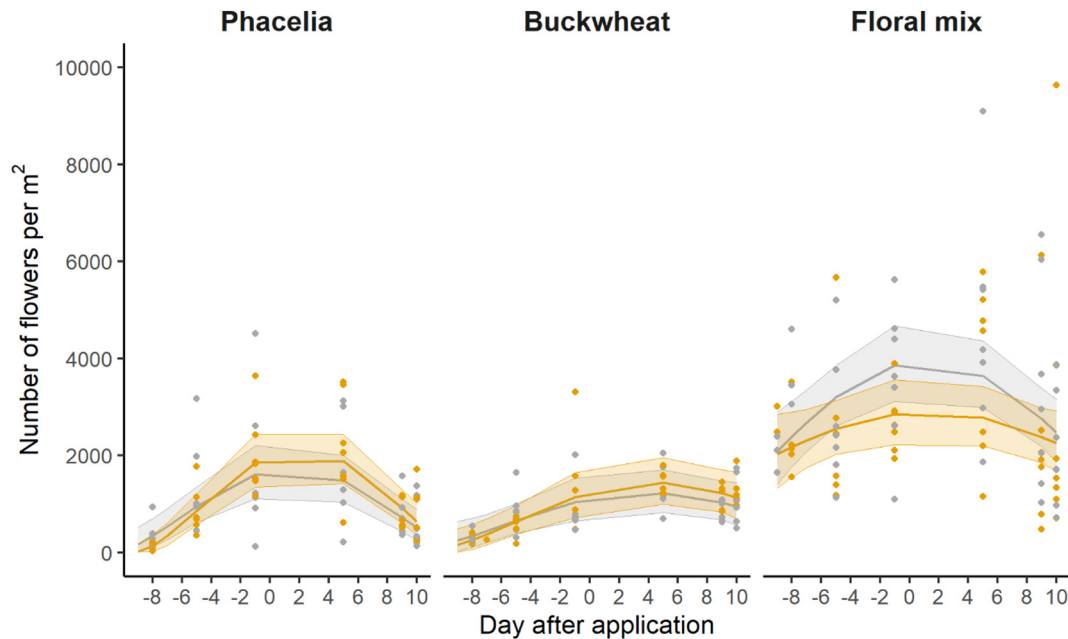 Phacelia Buckwheat Floral mix
10000
8000
6000
4000
2000
0
Number of flowers per m²
-8 -6 -4 -2 0 2 4 6 8 10 -8 -6 -4 -2 0 2 4 6 8 10 -8 -6 -4 -2 0 2 4 6 8 10
Day after application